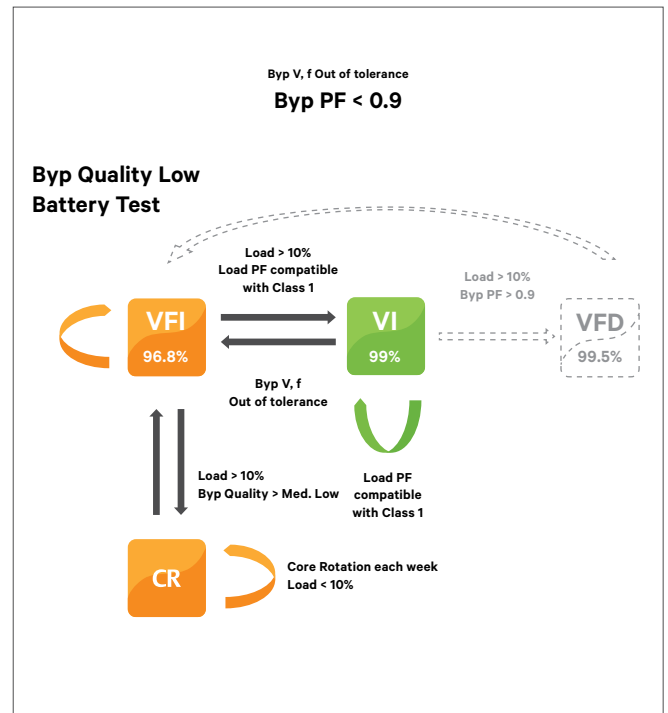 Byp V, f Out of tolerance
Byp PF < 0.9
Byp Quality Low
Battery Test
Load > 10%
Load PF compatible
with Class 1
Load > 10%
Byp PF > 0.9
VFI
96.8%
VI
99%
VFD
99.5%
Byp V, f
Out of tolerance
Load > 10%
Byp Quality > Med. Low
Load PF
compatible
with Class 1
CR
Core Rotation each week
Load < 10%